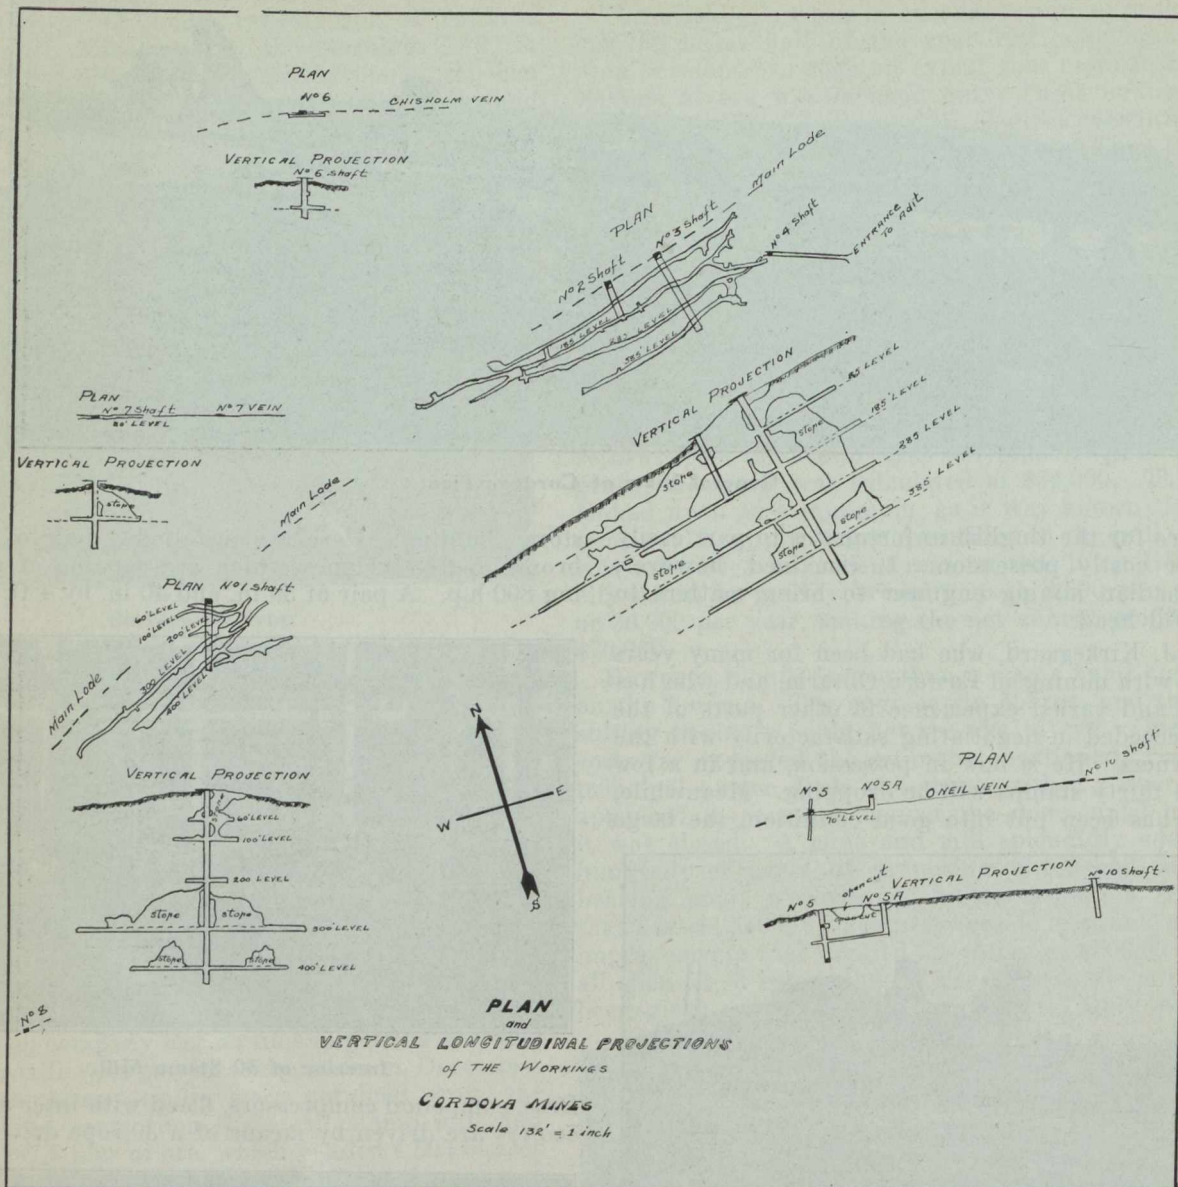 PLAN
Nº 6
CHISHOLM VEIN
VERTICAL PROJECTION
Nº 6 Shaft
Main Lode
PLAN
Nº 3 Shaft
Nº 4 Shaft
ENTRANCE
TO ADIT
Nº 2 Shaft
185' LEVEL
285' LEVEL
385' LEVEL
VERTICAL PROJECTION
85 LEVEL
185' LEVEL
285 LEVEL
385' LEVEL
stope
stope
stope
stope
stope
PLAN
Nº 7 Shaft
Nº 7 VEIN
80' LEVEL
VERTICAL PROJECTION
stope
Main Lode
PLAN Nº 1 Shaft
60' LEVEL
100' LEVEL
200' LEVEL
300 LEVEL
400 LEVEL
Main Lode
VERTICAL PROJECTION
60' LEVEL
100' LEVEL
200 LEVEL
stope
stope
300' LEVEL
stope
stope
400' LEVEL
N
E
W
S
PLAN
Nº 10 Shaft
Nº 5
Nº 5A
ONEIL VEIN
70' LEVEL
VERTICAL PROJECTION
Nº 10 Shaft
open cut
Nº 5
Nº 5A
Nº 8
PLAN
and
VERTICAL LONGITUDINAL PROJECTIONS
of THE WORKINGS
CORDOVA MINES
Scale 132' = 1 inch